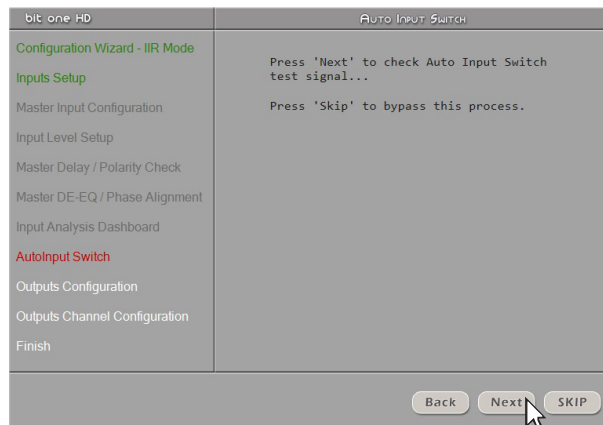 bit one HD
Auto Input Switch
Configuration Wizard - IIR Mode
Inputs Setup
Master Input Configuration
Input Level Setup
Master Delay / Polarity Check
Master DE-EQ / Phase Alignment
Input Analysis Dashboard
AutoInput Switch
Outputs Configuration
Outputs Channel Configuration
Finish
Press 'Next' to check Auto Input Switch
test signal...
Press 'Skip' to bypass this process.
Back
Next
SKIP